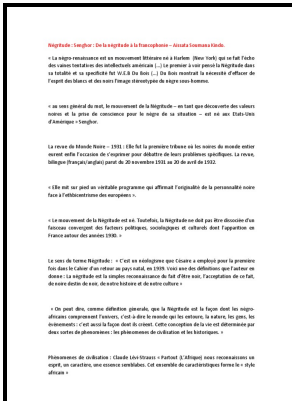 Négritude : Senghor : De la négritude à la francophonie – Aissata Soumana Kindo.
« La négro-renaissance est un mouvement littéraire né a Harlem (New York) qui se fait l'écho
des vaines tentatives des intellectuels américain (…) Le premier à voir pensé la Négritude dans
sa totalité et sa spécificité fut W.E.B Du Bois (…) Du Bois montrait la nécessité d'effacer de
l'esprit des blancs et des noirs l'image stéréotype du nègre sous-homme.
« au sens général du mot, le mouvement de la Négritude – en tant que découverte des valeurs
noires et la prise de conscience pour le nègre de sa situation – est né aux Etats-Unis
d'Amérique » Senghor.
La revue du Monde Noire – 1931 : Elle fut la première tribune où les noires du monde entier
eurent enfin l'occasion de s'exprimer pour débattre de leurs problèmes spécifiques. La revue,
bilingue (français/anglais) parut du 20 novembre 1931 au 20 de avril de 1932.
« Elle mit sur pied un véritable programme qui affirmait l'originalité de la personnalité noire
face à l'ethnocentrisme des européens ».
« Le mouvement de la Négritude est né. Toutefois, la Négritude ne doit pas être dissocier d'un
faisceau convergent des facteurs politiques, sociologiques et culturels dont l'apparition en
France autour des années 1930. »
Le sens du terme Négritude : « C'est un néologisme que Césaire a employé pour la première
fois dans le Cahier d'un retour au pays natal, en 1939. Voici une des définitions que l'auteur en
donne : La négritude est la simples reconnaissance du fait d'être noir, l'acceptation de ce fait,
de notre destin de noir, de notre histoire et de notre culture »
« On peut dire, comme définition génerale, que la Négritude est la façon dont les négro-
africains comprennent l'univers, c'est-à-dire le monde qui les entoure, la nature, les gens, les
évènements ; c'est aussi la façon dont ils créent. Cette conception de la vie est déterminée par
deux sortes de phénomènes : les phénomènes de civilisation et les historiques. »
Phénomènes de civilisation : Claude Lévi-Strauss « Partout (L'Afrique) nous reconnaissons un
esprit, un caractère, une essence semblabes. Cet ensemble de caractéristiques forme le « style
africain »